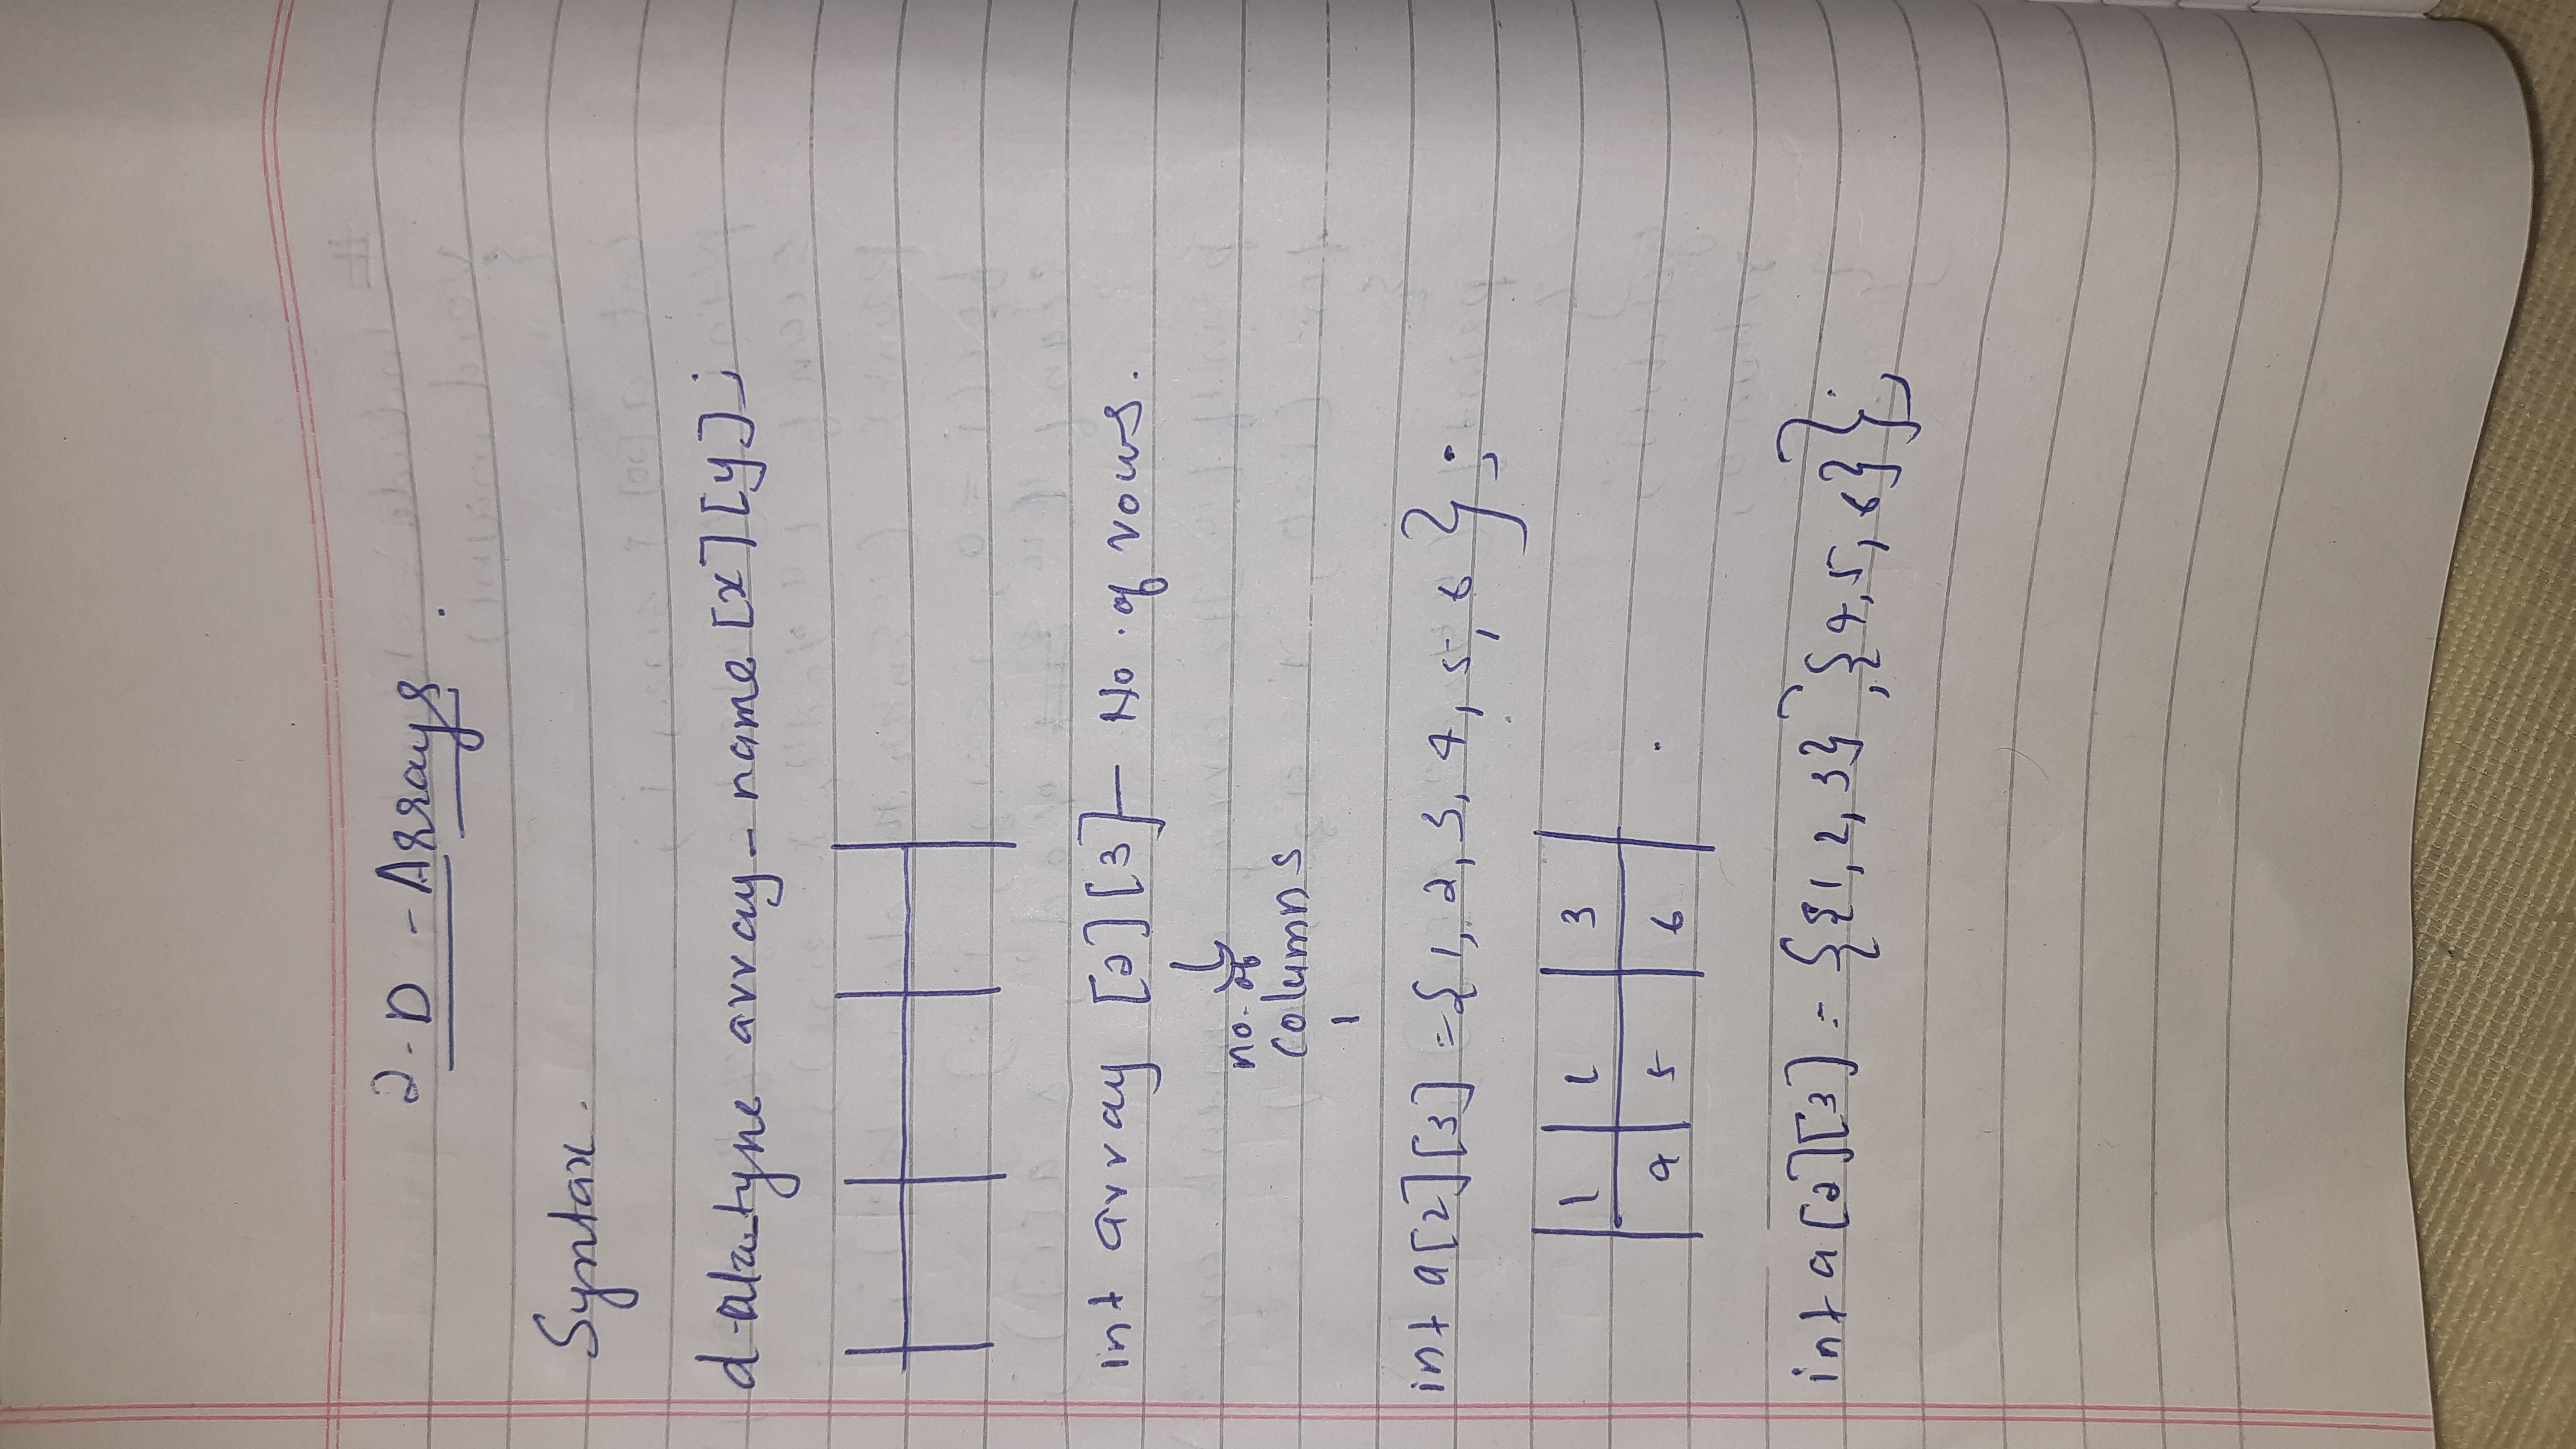 2-D-Arrays.
Syntax.
datatype array-name [x][y];
int array [2][3] - No. of rows.
no. of
columns
int a[2][3] = {1, 2, 3, 4, 5, 6};
1 2 3
4 5 6
int a[2][3] = {{1, 2, 3},{4,5,6}};